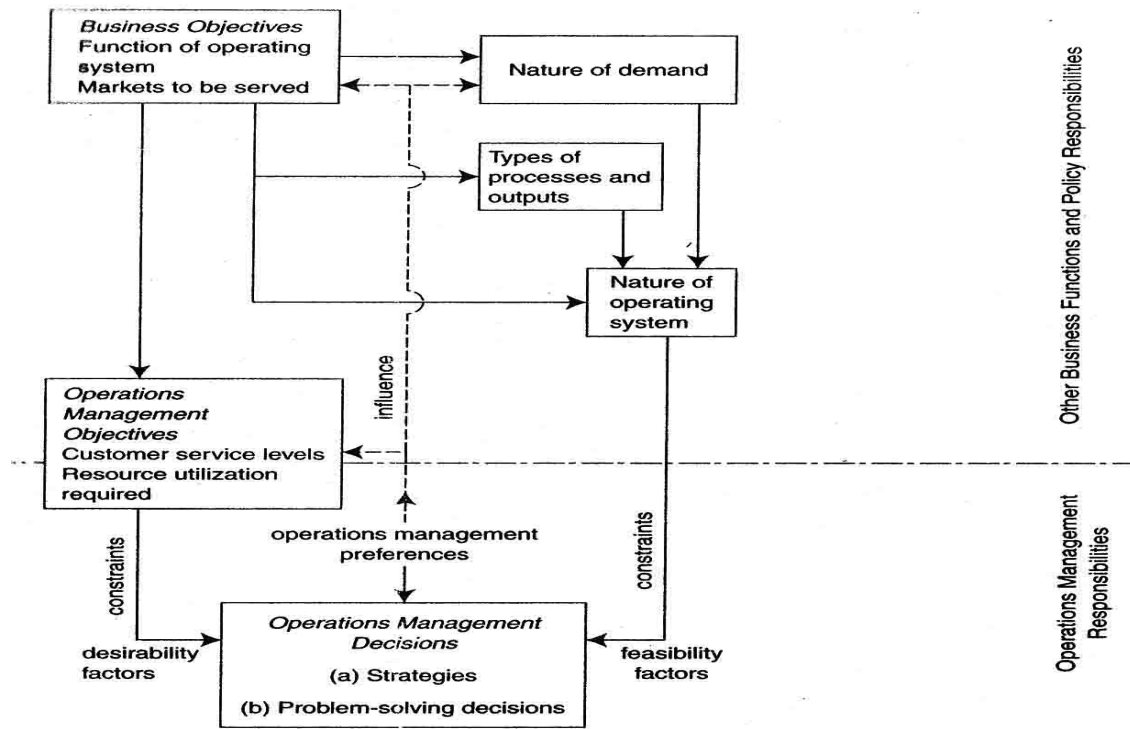 Business Objectives
Function of operating
system
Markets to be served
Nature of demand
Types of
processes and
outputs
Nature of
operating
system
Other Business Functions and Policy Responsibilities
influence
Operations
Management
Objectives
Customer service levels
Resource utilization
required
constraints
operations management
preferences
constraints
Operations Management
Responsibilities
desirability
factors
Operations Management
Decisions
(a) Strategies
(b) Problem-solving decisions
feasibility
factors